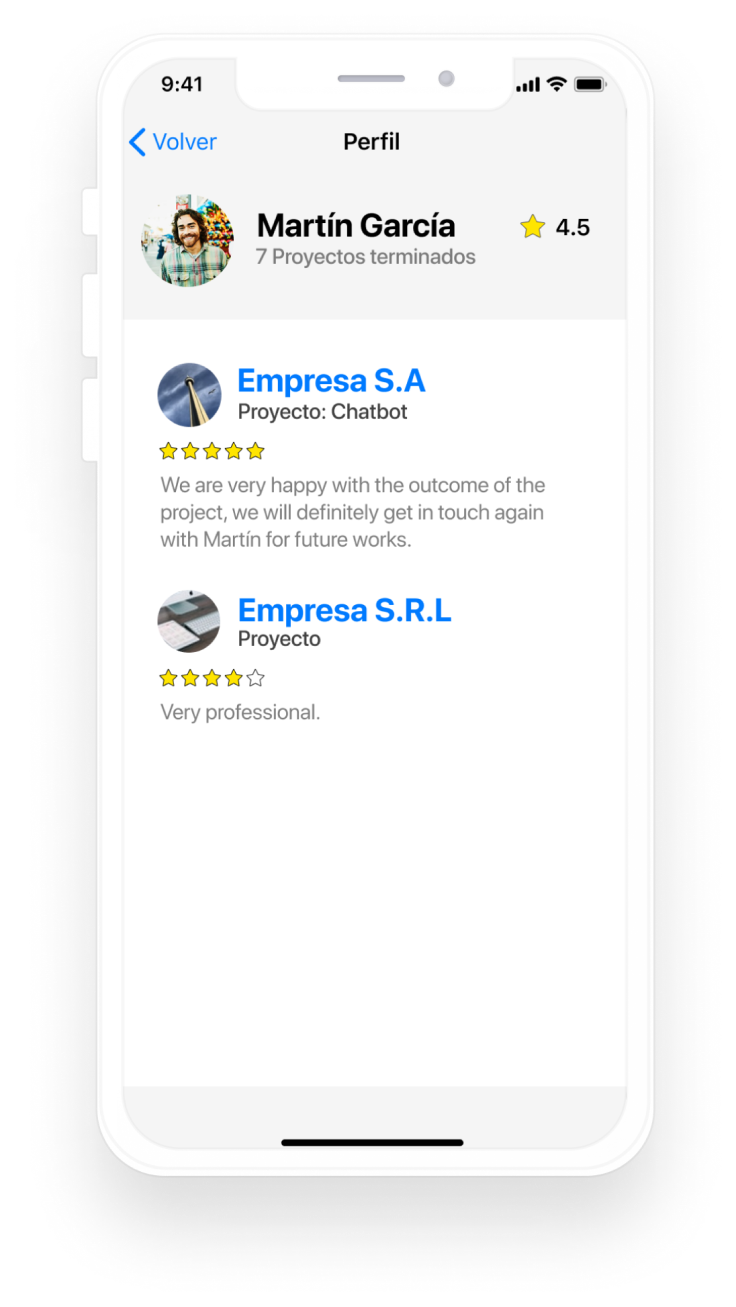 9:41
Volver
Perfil
Martín García
4.5
7 Proyectos terminados
Empresa S.A
Proyecto: Chatbot
We are very happy with the outcome of the
project, we will definitely get in touch again
with Martín for future works.
Empresa S.R.L
Proyecto
Very professional.